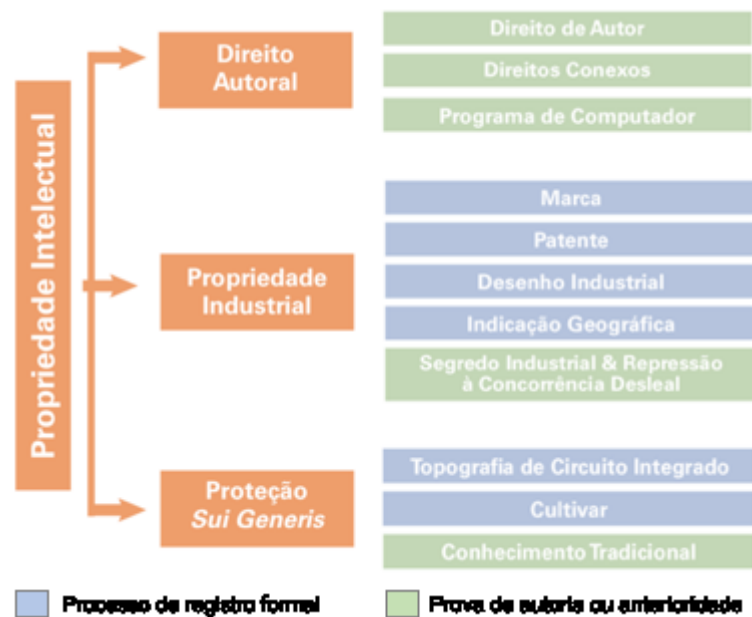 Propriedade Intelectual
Direito
Autoral
Direito de Autor
Direitos Conexos
Programa de Computador
Propriedade
Industrial
Marca
Patente
Desenho Industrial
Indicação Geográfica
Segredo Industrial & Repressão
à Concorrência Desleal
Proteção
Sui Generis
Topografia de Circuito Integrado
Cultivar
Conhecimento Tradicional
Processo de registro formal
Prova de autoria ou anterioridade